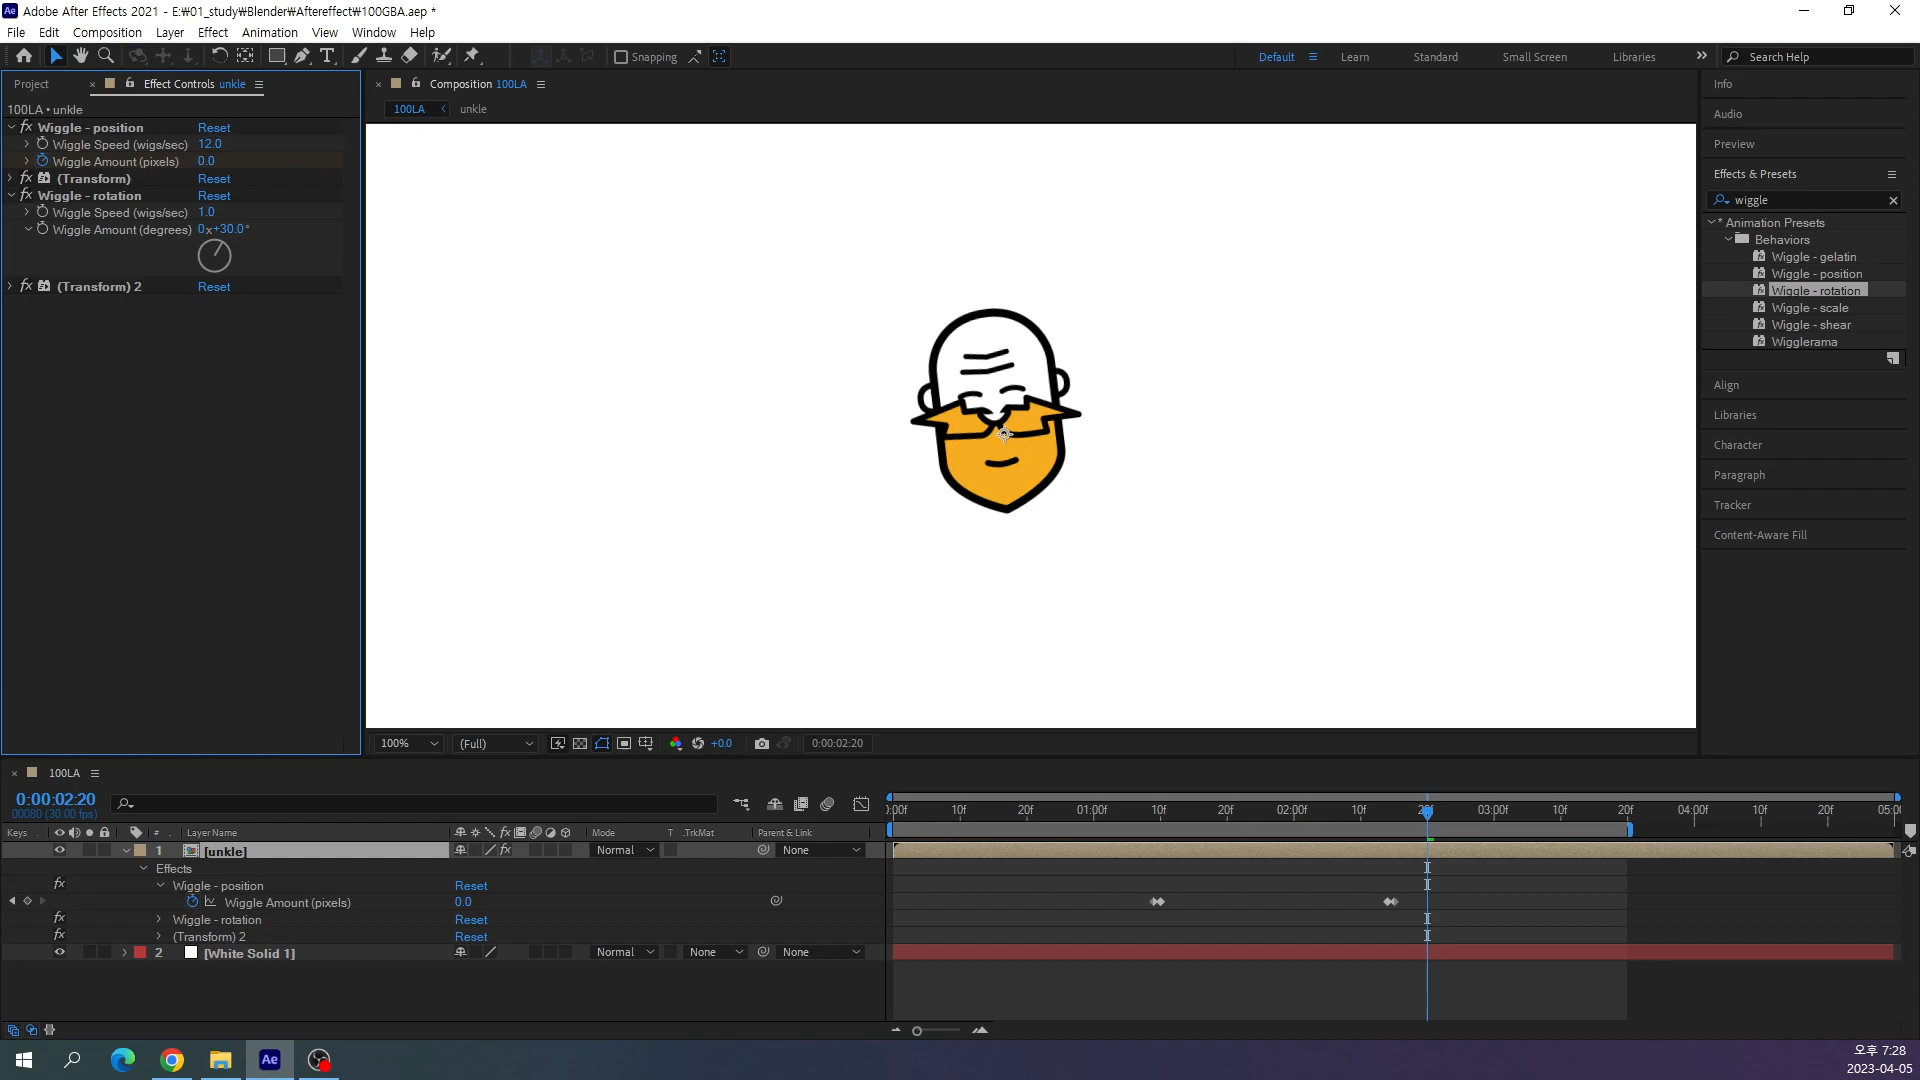 Adobe After Effects 2021 - E:₩01_study₩Blender₩Aftereffect₩100GBA.aep *
File Edit Composition Layer Effect Animation View Window Help
Snapping
Default Learn Standard Small Screen Libraries Search Help
Project Effect Controls unkle
100LA • unkle
Wiggle - position Reset
Wiggle Speed (wigs/sec) 12.0
Wiggle Amount (pixels) 0.0
(Transform) Reset
Wiggle - rotation Reset
Wiggle Speed (wigs/sec) 1.0
Wiggle Amount (degrees) 0x+30.0°
(Transform) 2 Reset
Composition 100LA
100LA unkle
100% (Full) +0.0 0:00:02:20
Info
Audio
Preview
Effects & Presets
wiggle
* Animation Presets
Behaviors
Wiggle - gelatin
Wiggle - position
Wiggle - rotation
Wiggle - scale
Wiggle - shear
Wigglerama
Align
Libraries
Character
Paragraph
Tracker
Content-Aware Fill
100LA
0:00:02:20
00080 (30.00 fps)
:00f 10f 20f 01:00f 10f 20f 02:00f 10f 20f 03:00f 10f 20f 04:00f 10f 20f 05:00
Keys # Layer Name Mode T .TrkMat Parent & Link
1 [unkle] Normal None
Effects
Wiggle - position Reset
Wiggle Amount (pixels) 0.0
Wiggle - rotation Reset
(Transform) 2 Reset
2 [White Solid 1] Normal None None
오후 7:28
2023-04-05